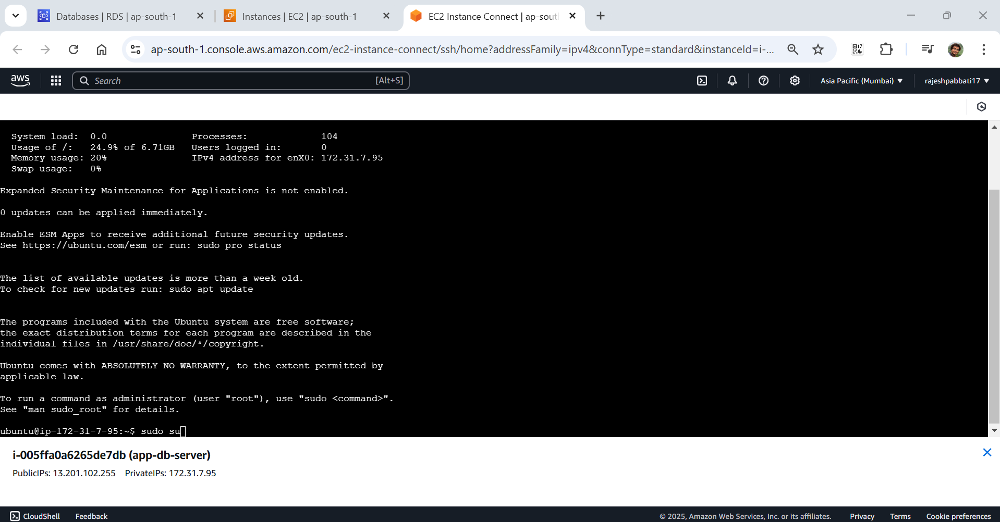 Databases | RDS | ap-south-1
Instances | EC2 | ap-south-1
EC2 Instance Connect | ap-sout
ap-south-1.console.aws.amazon.com/ec2-instance-connect/ssh/home?addressFamily=ipv4&connType=standard&instanceId=i-...
aws
Search [Alt+S]
Asia Pacific (Mumbai)
rajeshpabbati17
System load: 0.0 Processes: 104
Usage of /: 24.9% of 6.71GB Users logged in: 0
Memory usage: 20% IPv4 address for enX0: 172.31.7.95
Swap usage: 0%
Expanded Security Maintenance for Applications is not enabled.
0 updates can be applied immediately.
Enable ESM Apps to receive additional future security updates.
See https://ubuntu.com/esm or run: sudo pro status
The list of available updates is more than a week old.
To check for new updates run: sudo apt update
The programs included with the Ubuntu system are free software;
the exact distribution terms for each program are described in the
individual files in /usr/share/doc/*/copyright.
Ubuntu comes with ABSOLUTELY NO WARRANTY, to the extent permitted by
applicable law.
To run a command as administrator (user "root"), use "sudo <command>".
See "man sudo_root" for details.
ubuntu@ip-172-31-7-95:~$ sudo su
i-005ffa0a6265de7db (app-db-server)
PublicIPs: 13.201.102.255 PrivateIPs: 172.31.7.95
CloudShell Feedback © 2025, Amazon Web Services, Inc. or its affiliates. Privacy Terms Cookie preferences